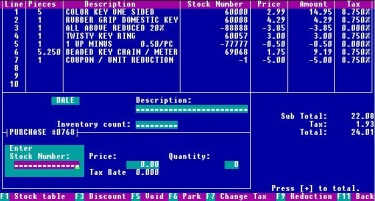 Line Pieces Description Stock Number Price Amount Tax
1 5 COLOR KEY ONE SIDED 60000 2.99 14.95 8.750%
2 1 RUBBER GRIP DOMESTIC KEY 60008 4.29 4.29 8.750%
3 1 ALL ABOVE REDUCED 20% -88888 -3.85 -3.85 0.000%
4 1 TWISTY KEY RING 60057 3.00 3.00 8.750%
5 1 1 UP MINUS 0.50/PC -77777 -0.50 -0.50 0.000%
6 5.250 BEADED KEY CHAIN / METER 69068 1.75 9.19 8.750%
7 1 COUPON / UNIT REDUCTION -1 -5.00 -5.00 8.750%
8
9
10
DALE Description:
Inventory count:
Sub Total: 22.08
Tax: 1.93
Total: 24.01
PURCHASE #0768
Enter
Stock Number: Price: Quantity:
0.00 0
Tax Rate 0.000
Press [+] to total.
F1 Stock table F3 Discount F5 Void F6 Park F7 Change Tax F9 Reduction F11 Back